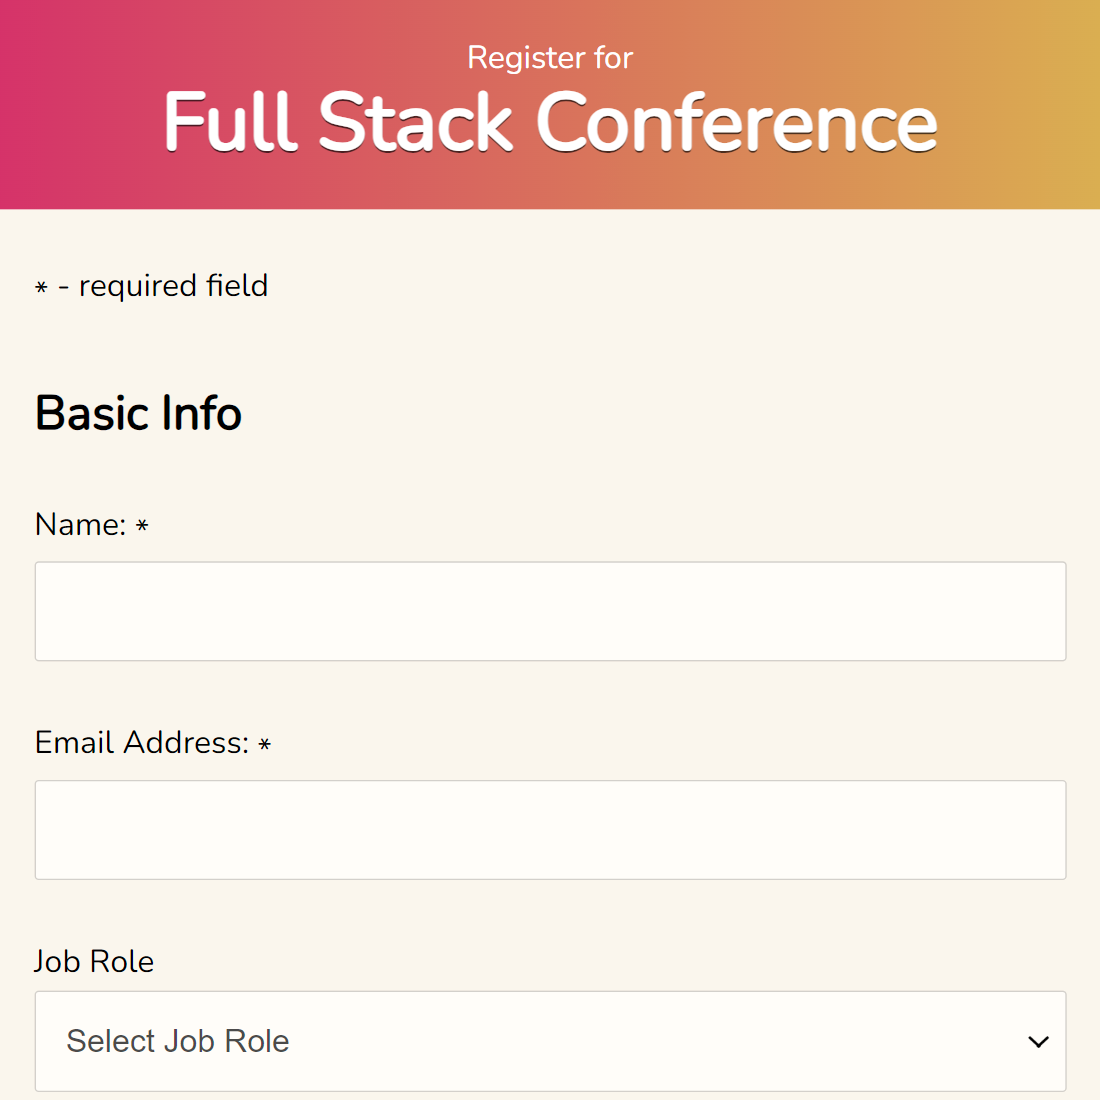 Register for
Full Stack Conference
* - required field
Basic Info
Name: *
Email Address: *
Job Role
Select Job Role